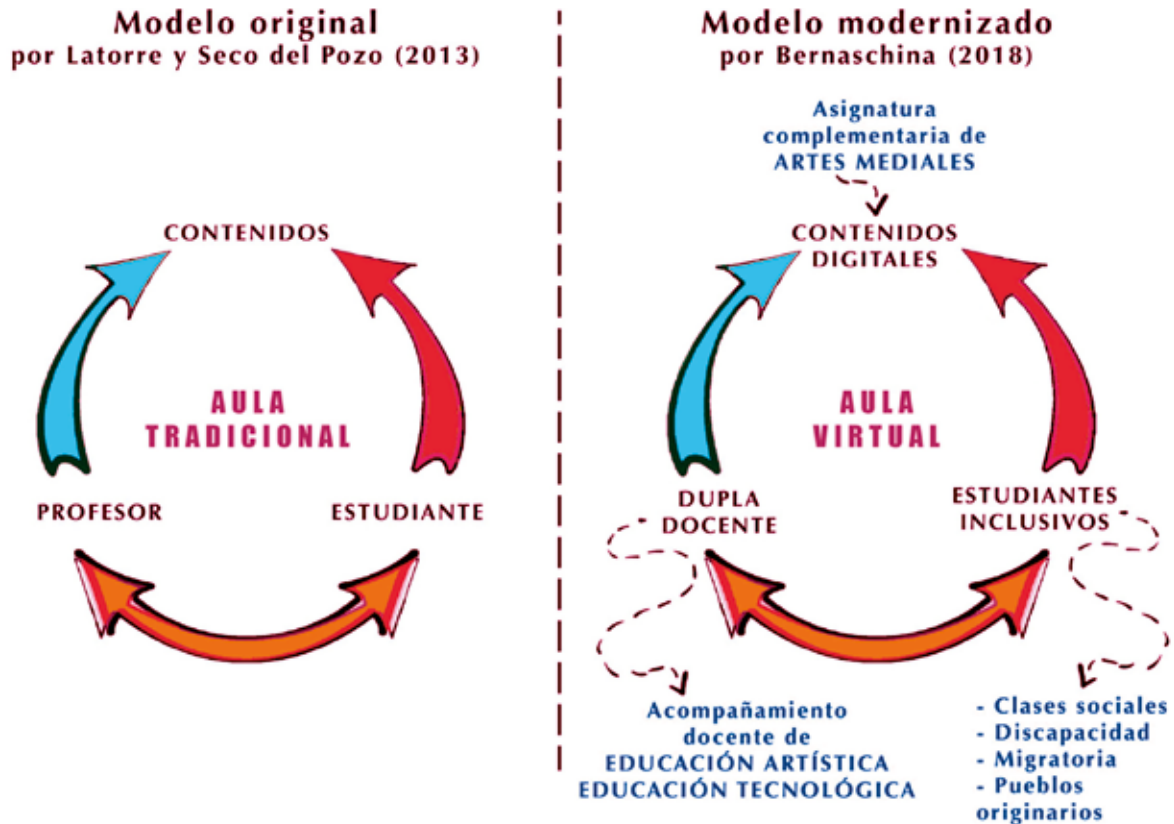 Modelo original
por Latorre y Seco del Pozo (2013)
CONTENIDOS
AULA
TRADICIONAL
PROFESOR
ESTUDIANTE
Modelo modernizado
por Bernaschina (2018)
Asignatura
complementaria de
ARTES MEDIALES
CONTENIDOS
DIGITALES
AULA
VIRTUAL
DUPLA
DOCENTE
ESTUDIANTES
INCLUSIVOS
Acompañamiento
docente de
EDUCACIÓN ARTÍSTICA
EDUCACIÓN TECNOLÓGICA
- Clases sociales
- Discapacidad
- Migratoria
- Pueblos
originarios